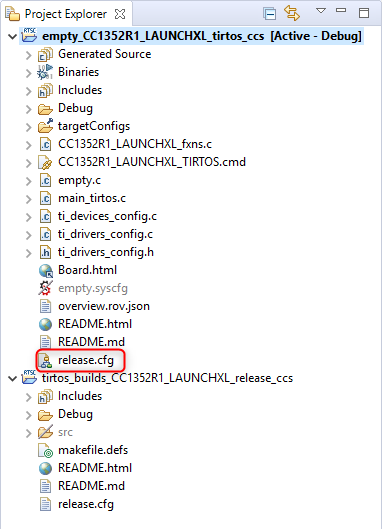 Project Explorer
empty_CC1352R1_LAUNCHXL_tirtos_ccs [Active - Debug]
Generated Source
Binaries
Includes
Debug
targetConfigs
CC1352R1_LAUNCHXL_fxns.c
CC1352R1_LAUNCHXL_TIRTOS.cmd
empty.c
main_tirtos.c
ti_devices_config.c
ti_drivers_config.c
ti_drivers_config.h
Board.html
empty.syscfg
overview.rov.json
README.html
README.md
release.cfg
tirtos_builds_CC1352R1_LAUNCHXL_release_ccs
Includes
Debug
src
makefile.defs
README.html
README.md
release.cfg